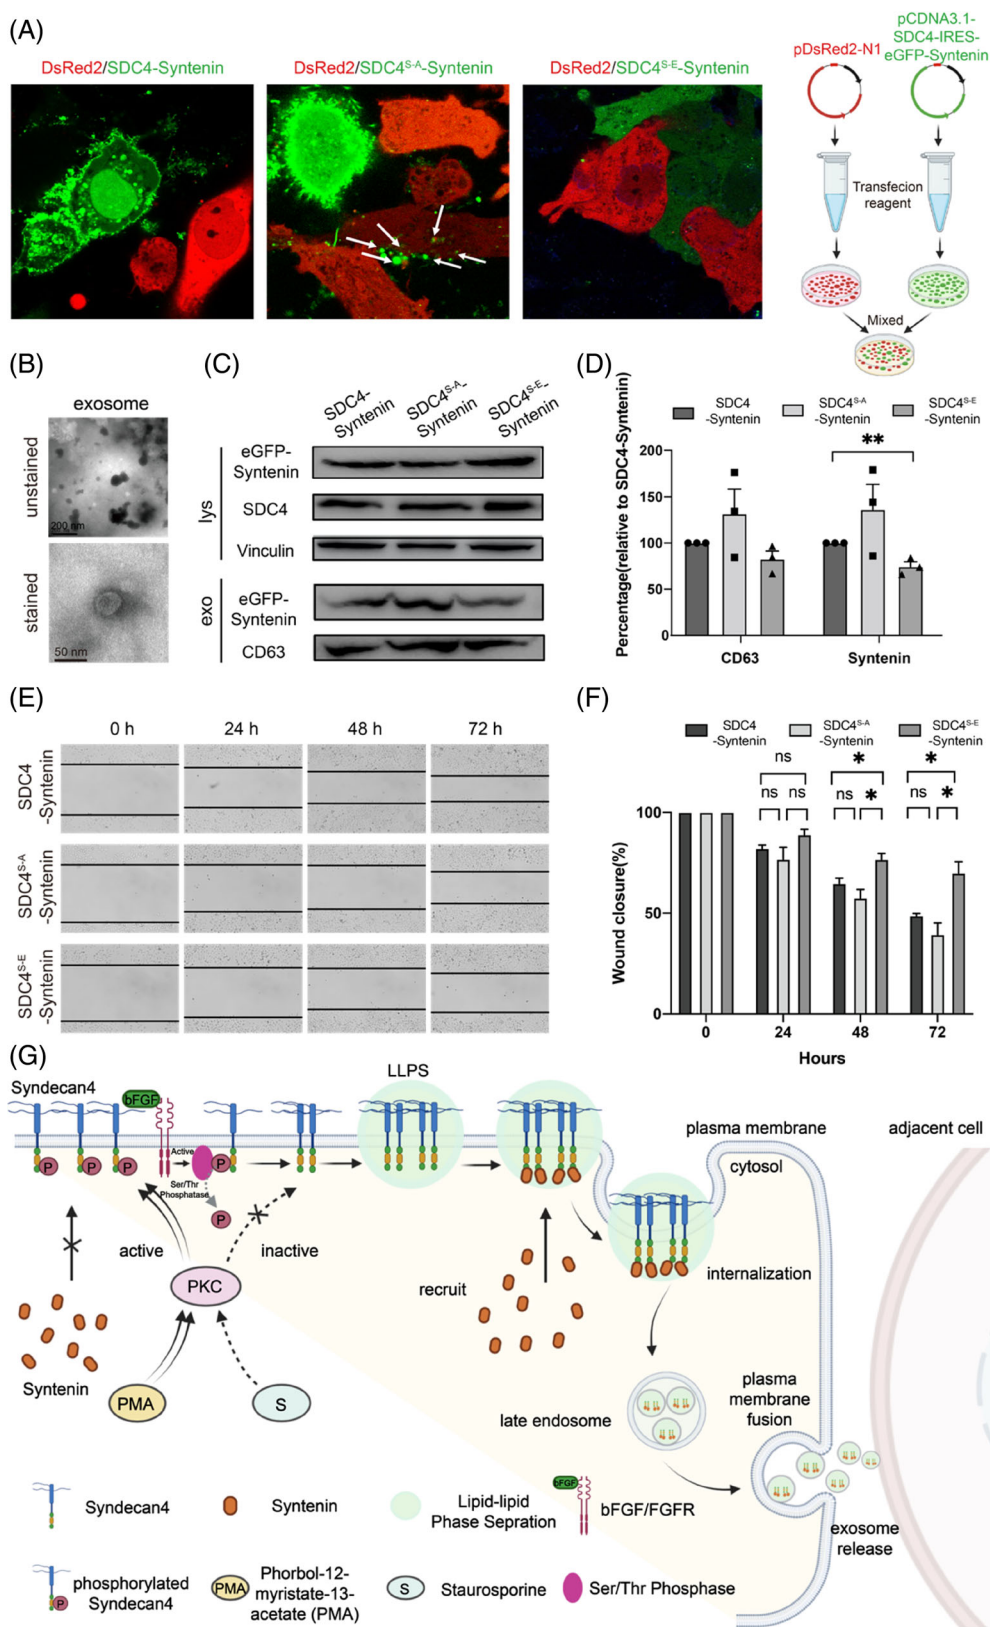 (A)
DsRed2/SDC4-Syntenin
DsRed2/SDC4S-A-Syntenin
DsRed2/SDC4S-E-Syntenin
pDsRed2-N1
pCDNA3.1-
SDC4-IRES-
eGFP-Syntenin
Transfecion
reagent
Mixed
(B)
exosome
unstained
200 nm
stained
50 nm
(C)
SDC4-
Syntenin
SDC4S-A-
Syntenin
SDC4S-E-
Syntenin
lys
eGFP-
Syntenin
SDC4
Vinculin
exo
eGFP-
Syntenin
CD63
(D)
SDC4
-Syntenin
SDC4S-A
-Syntenin
SDC4S-E
-Syntenin
Percentage(relative to SDC4-Syntenin)
200
150
100
50
0
**
CD63
Syntenin
(E)
0 h
24 h
48 h
72 h
SDC4
-Syntenin
SDC4S-A
-Syntenin
SDC4S-E
-Syntenin
(F)
SDC4
-Syntenin
SDC4S-A
-Syntenin
SDC4S-E
-Syntenin
Wound closure(%)
100
50
0
ns
ns
ns
*
ns
*
*
ns
*
0
24
48
72
Hours
(G)
Syndecan4
bFGF
LLPS
plasma membrane
adjacent cell
cytosol
P
P
P
Active
P
Ser/Thr
Phosphatase
P
active
inactive
PKC
recruit
internalization
Syntenin
PMA
S
late endosome
plasma
membrane
fusion
exosome
release
Syndecan4
Syntenin
Lipid-lipid
Phase Sepration
bFGF
bFGF/FGFR
P
phosphorylated
Syndecan4
PMA
Phorbol-12-
myristate-13-
acetate (PMA)
S
Staurosporine
Ser/Thr Phosphase